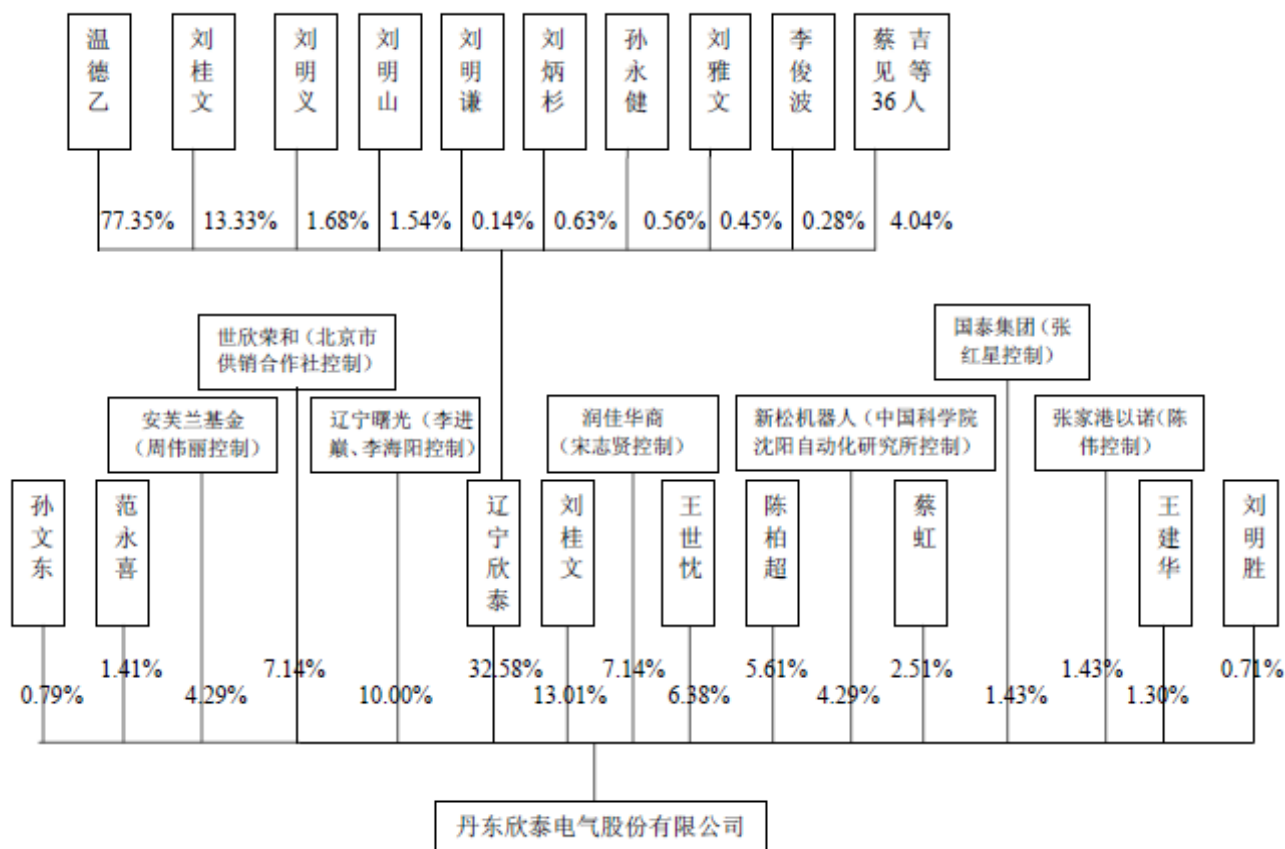 温德乙
刘桂文
刘明义
刘明山
刘明谦
刘炳杉
孙永健
刘雅文
李俊波
蔡见吉等36人
77.35%
13.33%
1.68%
1.54%
0.14%
0.63%
0.56%
0.45%
0.28%
4.04%
世欣荣和（北京市
供销合作社控制）
国泰集团（张
红星控制）
安芙兰基金
（周伟丽控制）
辽宁曙光（李进
巅、李海阳控制）
润佳华商
（宋志贤控制）
新松机器人（中国科学院
沈阳自动化研究所控制）
张家港以诺（陈
伟控制）
孙文东
范永喜
辽宁欣泰
刘桂文
王世忱
陈柏超
蔡虹
王建华
刘明胜
0.79%
1.41%
4.29%
7.14%
10.00%
32.58%
13.01%
7.14%
6.38%
5.61%
4.29%
2.51%
1.43%
1.43%
1.30%
0.71%
丹东欣泰电气股份有限公司